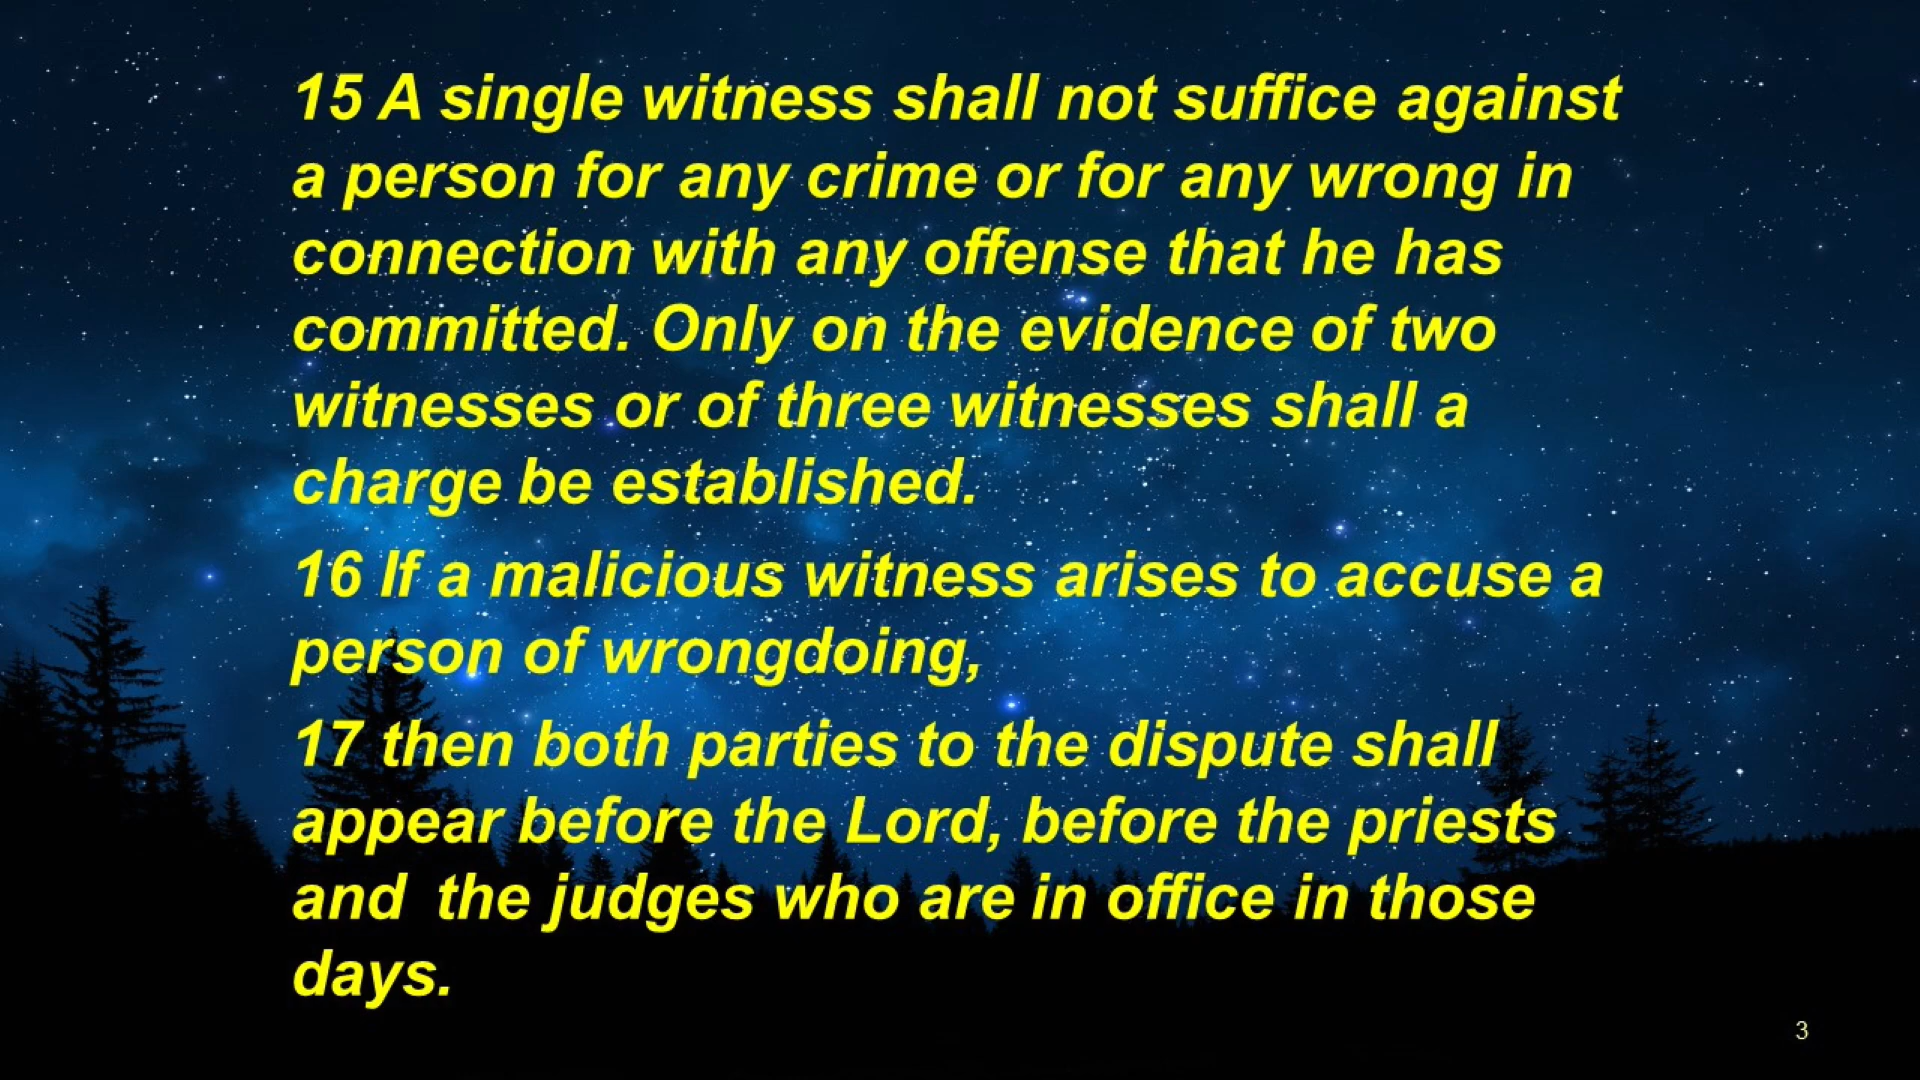 15 A single witness shall not suffice against
a person for any crime or for any wrong in
connection with any offense that he has
committed. Only on the evidence of two
witnesses or of three witnesses shall a
charge be established.
16 If a malicious witness arises to accuse a
person of wrongdoing,
17 then both parties to the dispute shall
appear before the Lord, before the priests
and the judges who are in office in those
days.
3